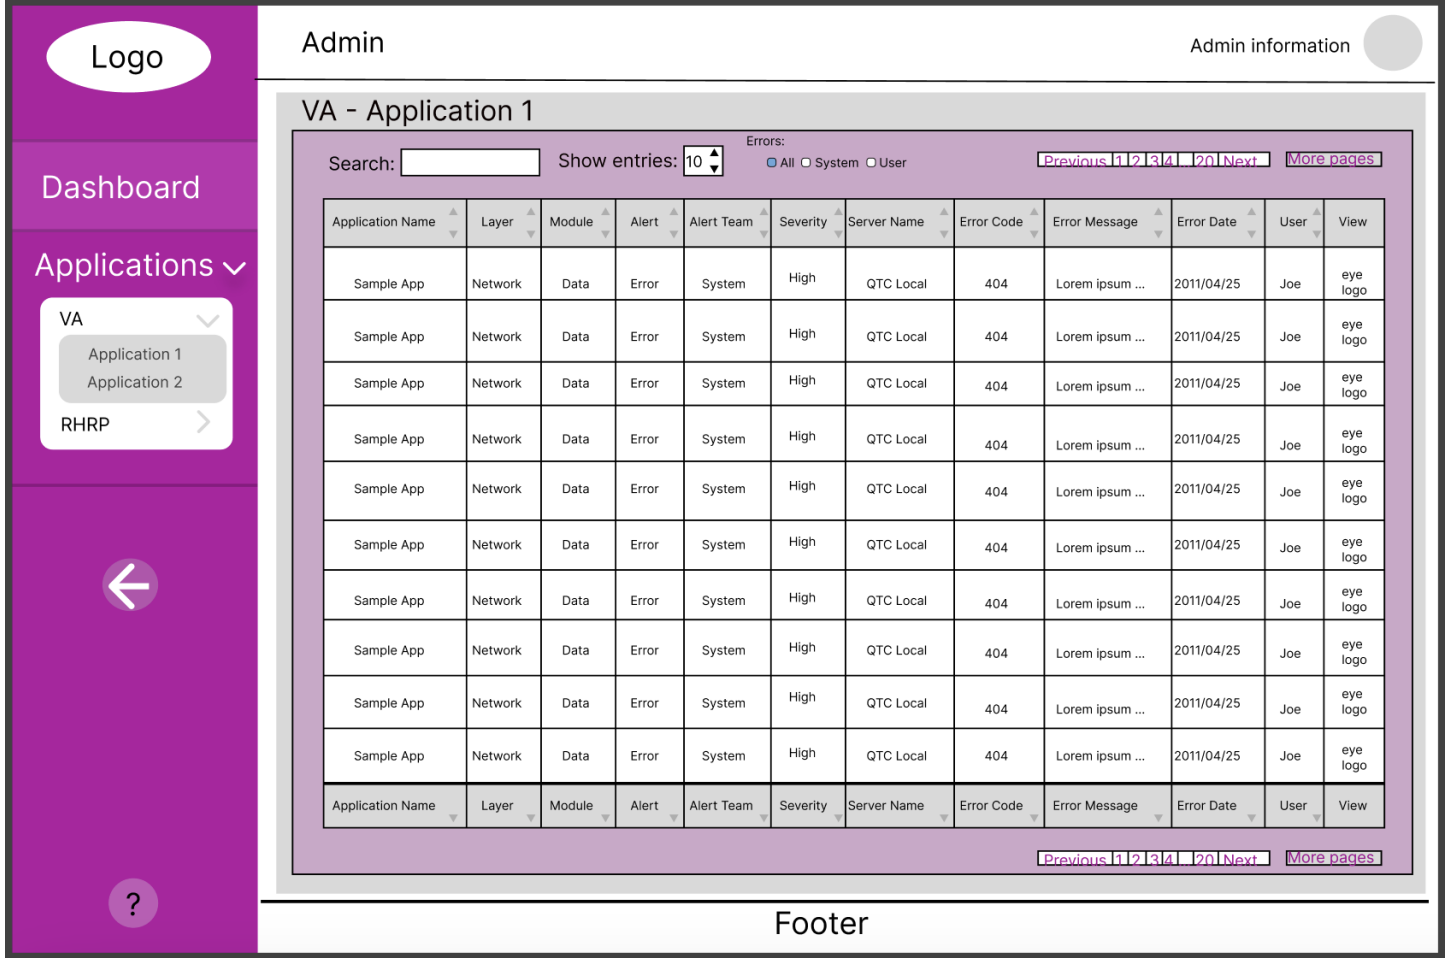 Logo
Admin
Admin information
Dashboard
Applications
VA
Application 1
Application 2
RHRP
?
VA - Application 1
Search:
Show entries: 10
Errors:
All System User
Previous 1 2 3 4 ... 20 Next
More pages
Application Name Layer Module Alert Alert Team Severity Server Name Error Code Error Message Error Date User View
Sample App Network Data Error System High QTC Local 404 Lorem ipsum ... 2011/04/25 Joe eye
logo
Sample App Network Data Error System High QTC Local 404 Lorem ipsum ... 2011/04/25 Joe eye
logo
Sample App Network Data Error System High QTC Local 404 Lorem ipsum ... 2011/04/25 Joe eye
logo
Sample App Network Data Error System High QTC Local 404 Lorem ipsum ... 2011/04/25 Joe eye
logo
Sample App Network Data Error System High QTC Local 404 Lorem ipsum ... 2011/04/25 Joe eye
logo
Sample App Network Data Error System High QTC Local 404 Lorem ipsum ... 2011/04/25 Joe eye
logo
Sample App Network Data Error System High QTC Local 404 Lorem ipsum ... 2011/04/25 Joe eye
logo
Sample App Network Data Error System High QTC Local 404 Lorem ipsum ... 2011/04/25 Joe eye
logo
Sample App Network Data Error System High QTC Local 404 Lorem ipsum ... 2011/04/25 Joe eye
logo
Sample App Network Data Error System High QTC Local 404 Lorem ipsum ... 2011/04/25 Joe eye
logo
Application Name Layer Module Alert Alert Team Severity Server Name Error Code Error Message Error Date User View
Previous 1 2 3 4 ... 20 Next
More pages
Footer